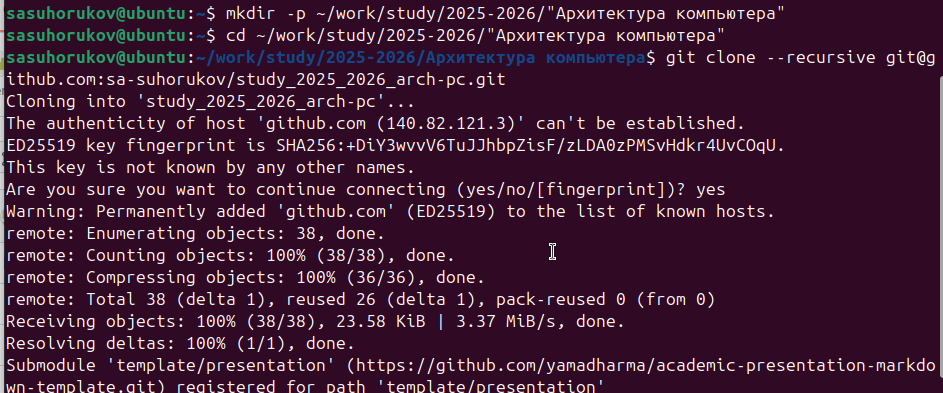 sasuhorukov@ubuntu:~$ mkdir -p ~/work/study/2025-2026/"Архитектура компьютера"
sasuhorukov@ubuntu:~$ cd ~/work/study/2025-2026/"Архитектура компьютера"
sasuhorukov@ubuntu:~/work/study/2025-2026/Архитектура компьютера$ git clone --recursive git@g
ithub.com:sa-suhorukov/study_2025_2026_arch-pc.git
Cloning into 'study_2025_2026_arch-pc'...
The authenticity of host 'github.com (140.82.121.3)' can't be established.
ED25519 key fingerprint is SHA256:+DiY3wvvV6TuJJhbpZisF/zLDA0zPMSvHdkr4UvCOqU.
This key is not known by any other names.
Are you sure you want to continue connecting (yes/no/[fingerprint])? yes
Warning: Permanently added 'github.com' (ED25519) to the list of known hosts.
remote: Enumerating objects: 38, done.
remote: Counting objects: 100% (38/38), done.
remote: Compressing objects: 100% (36/36), done.
remote: Total 38 (delta 1), reused 26 (delta 1), pack-reused 0 (from 0)
Receiving objects: 100% (38/38), 23.58 KiB | 3.37 MiB/s, done.
Resolving deltas: 100% (1/1), done.
Submodule 'template/presentation' (https://github.com/yamadharma/academic-presentation-markdo
wn-template.git) registered for path 'template/presentation'